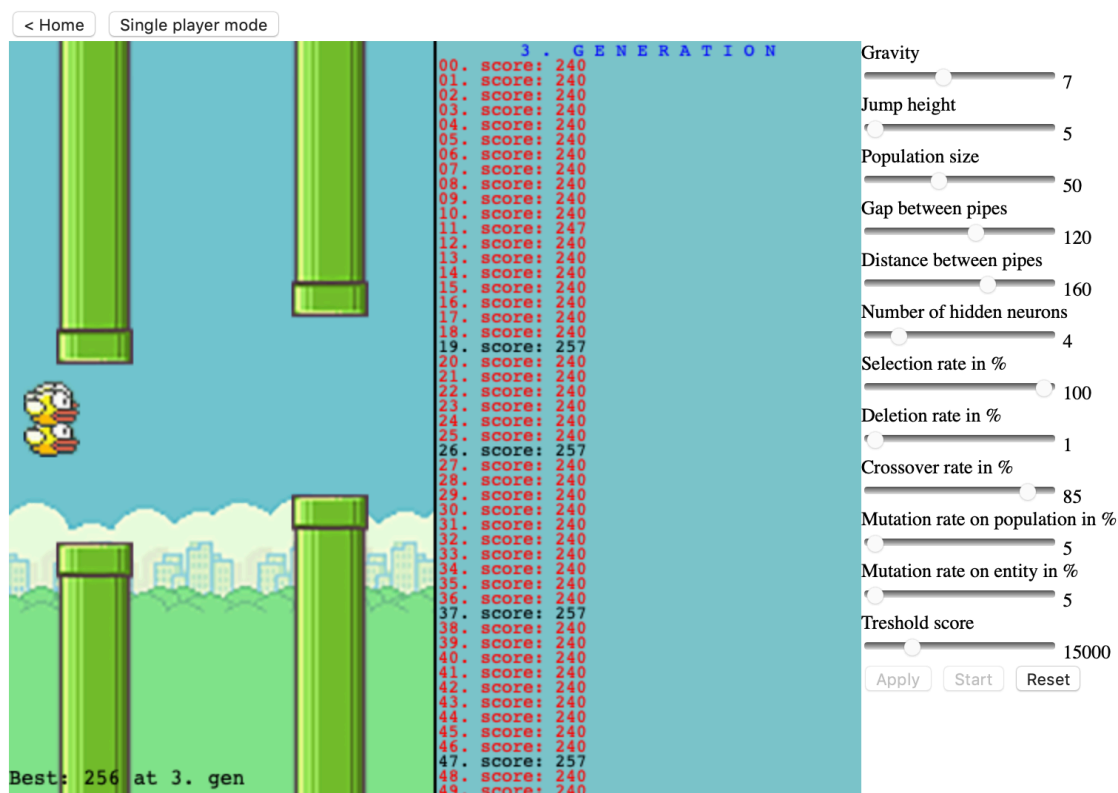 < Home
Single player mode
3. GENERATION
00. score: 240
01. score: 240
02. score: 240
03. score: 240
04. score: 240
05. score: 240
06. score: 240
07. score: 240
08. score: 240
09. score: 240
10. score: 240
11. score: 247
12. score: 240
13. score: 240
14. score: 240
15. score: 240
16. score: 240
17. score: 240
18. score: 240
19. score: 257
20. score: 240
21. score: 240
22. score: 240
23. score: 240
24. score: 240
25. score: 240
26. score: 257
27. score: 240
28. score: 240
29. score: 240
30. score: 240
31. score: 240
32. score: 240
33. score: 240
34. score: 240
35. score: 240
36. score: 240
37. score: 257
38. score: 240
39. score: 240
40. score: 240
41. score: 240
42. score: 240
43. score: 240
44. score: 240
45. score: 240
46. score: 240
47. score: 257
48. score: 240
49. score: 240
Best: 256 at 3. gen
Gravity
7
Jump height
5
Population size
50
Gap between pipes
120
Distance between pipes
160
Number of hidden neurons
4
Selection rate in %
100
Deletion rate in %
1
Crossover rate in %
85
Mutation rate on population in %
5
Mutation rate on entity in %
5
Treshold score
15000
Apply
Start
Reset